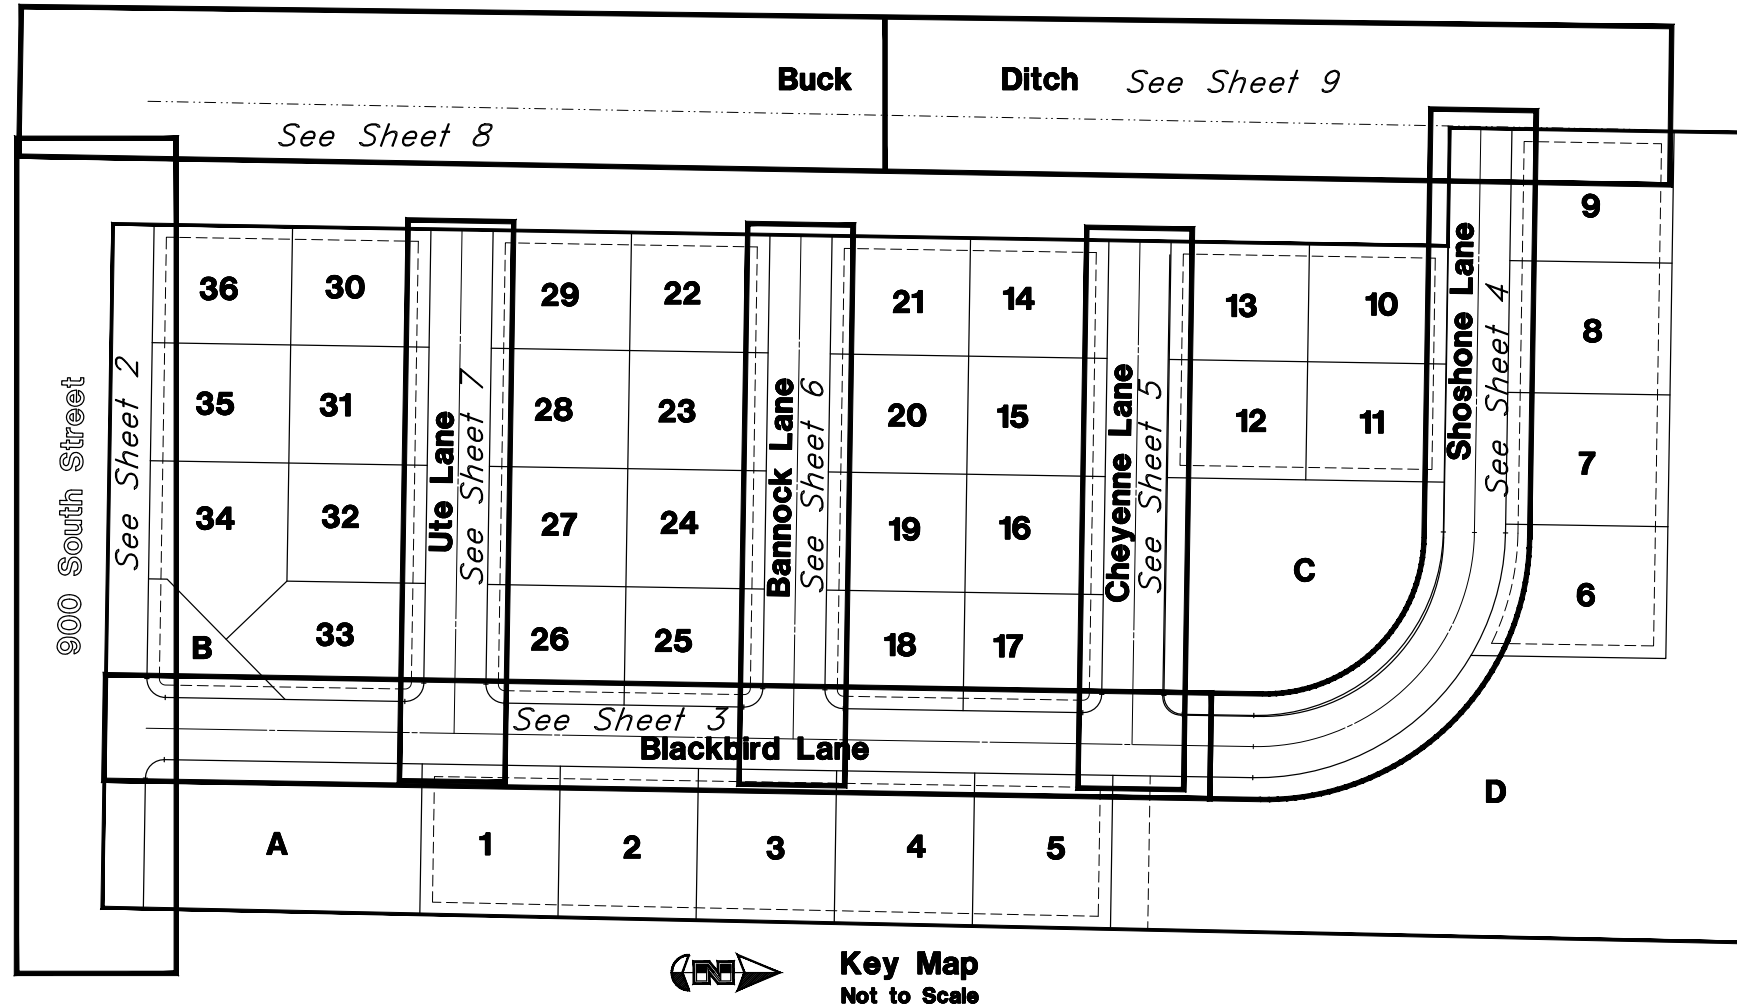 Buck
Ditch See Sheet 9
See Sheet 8
9
36 30 29 22 21 14 13 10 8
35 31 28 23 20 15 12 11 7
34 32 27 24 19 16 C 6
B 33 26 25 18 17
900 South Street
See Sheet 2
Ute Lane
See Sheet 7
Bannock Lane
See Sheet 6
Cheyenne Lane
See Sheet 5
Shoshone Lane
See Sheet 4
See Sheet 3
Blackbird Lane
A 1 2 3 4 5 D
N
Key Map
Not to Scale